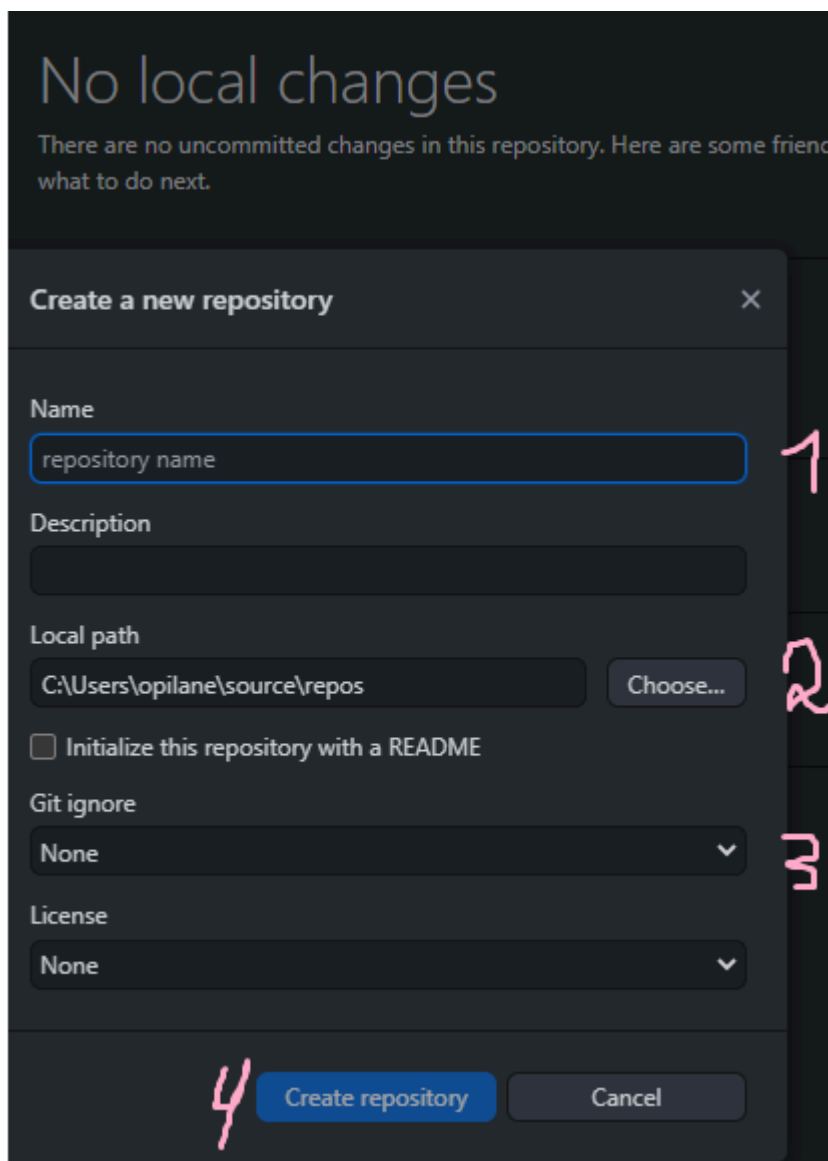 No local changes
There are no uncommitted changes in this repository. Here are some
what to do next.
Create a new repository
Name
repository name
1
Description
Local path
C:\Users\opilane\source\repos
Choose...
2
Initialize this repository with a README
Git ignore
None
3
License
None
4
Create repository
Cancel